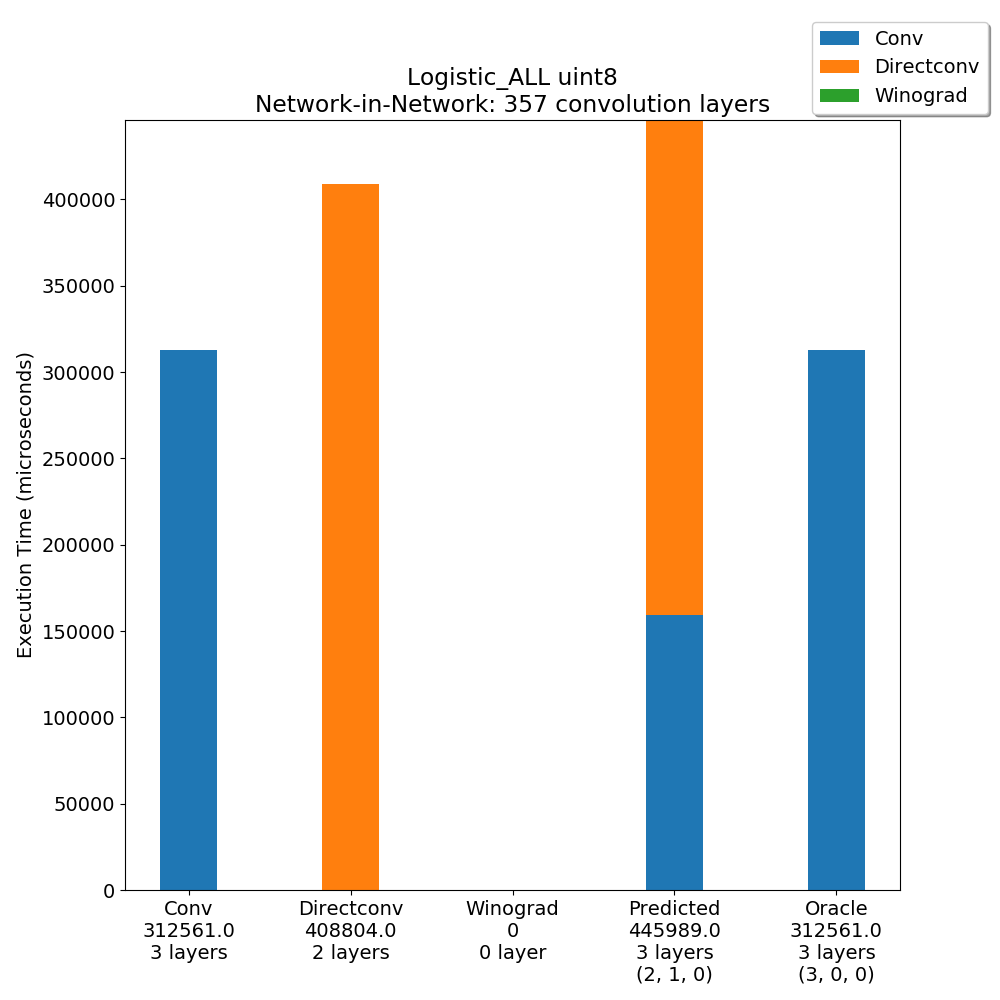 Conv
Directconv
Winograd
Logistic_ALL uint8
Network-in-Network: 357 convolution layers
Execution Time (microseconds)
400000
350000
300000
250000
200000
150000
100000
50000
0
Conv
312561.0
3 layers
Directconv
408804.0
2 layers
Winograd
0
0 layer
Predicted
445989.0
3 layers
(2, 1, 0)
Oracle
312561.0
3 layers
(3, 0, 0)